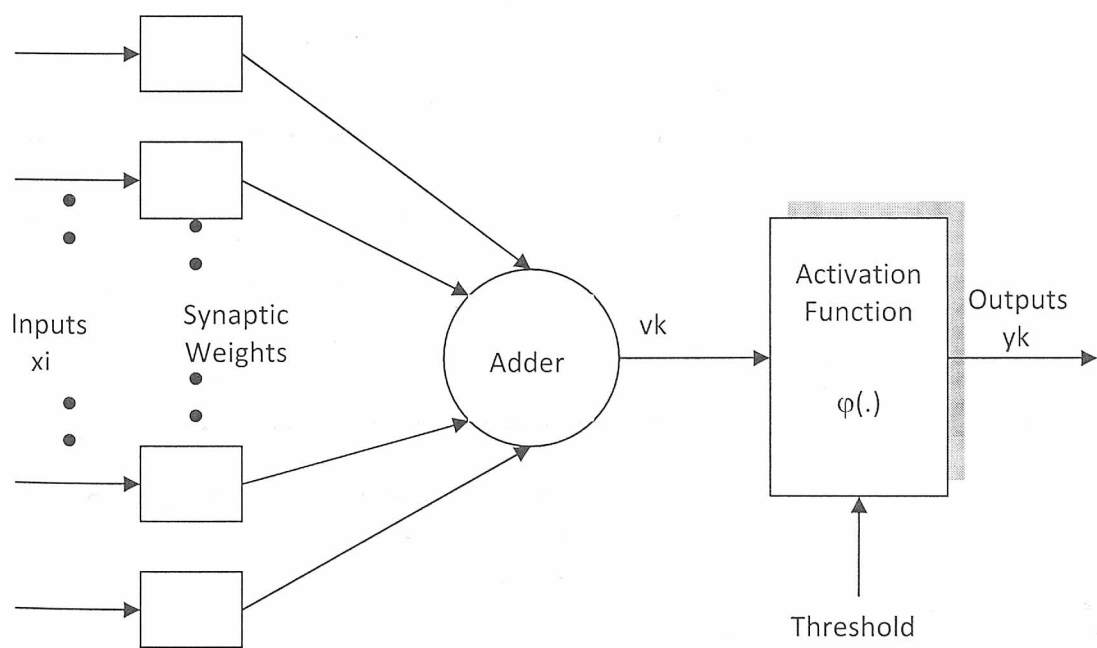 Inputs
xi
Synaptic
Weights
Adder
vk
Activation
Function
φ(.)
Outputs
yk
Threshold